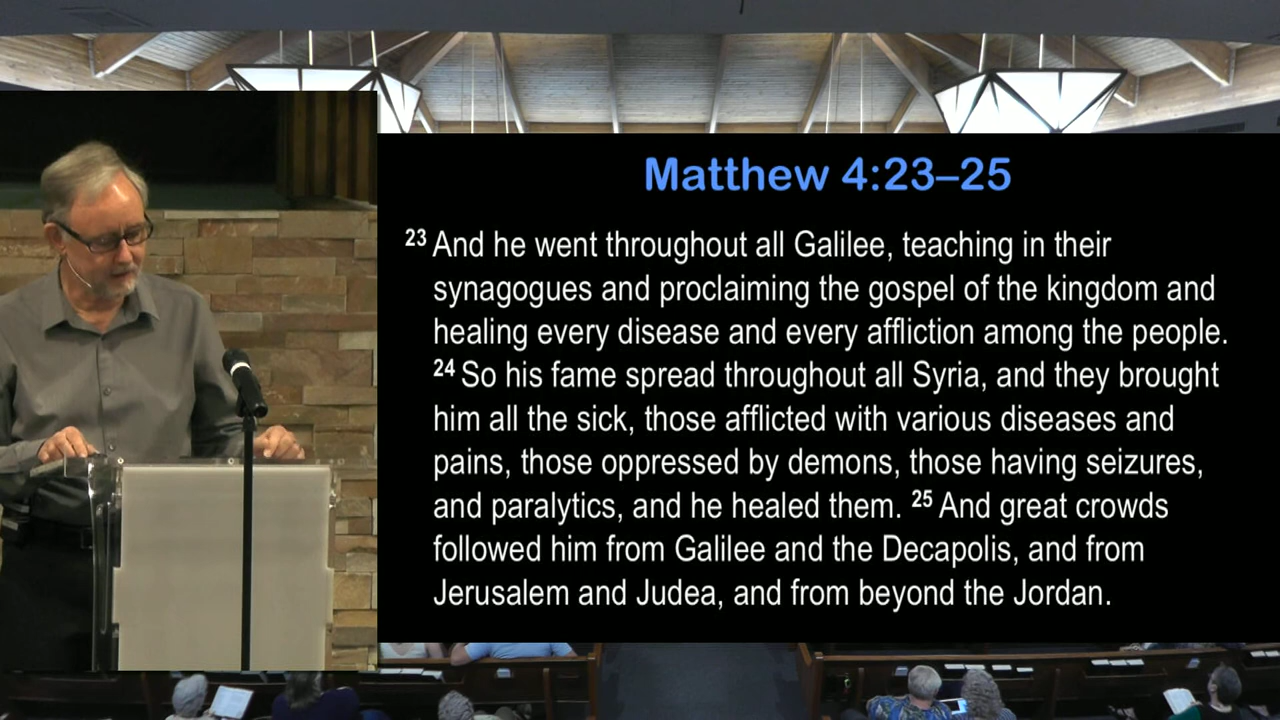 Matthew 4:23–25
23 And he went throughout all Galilee, teaching in their
synagogues and proclaiming the gospel of the kingdom and
healing every disease and every affliction among the people.
24 So his fame spread throughout all Syria, and they brought
him all the sick, those afflicted with various diseases and
pains, those oppressed by demons, those having seizures,
and paralytics, and he healed them. 25 And great crowds
followed him from Galilee and the Decapolis, and from
Jerusalem and Judea, and from beyond the Jordan.